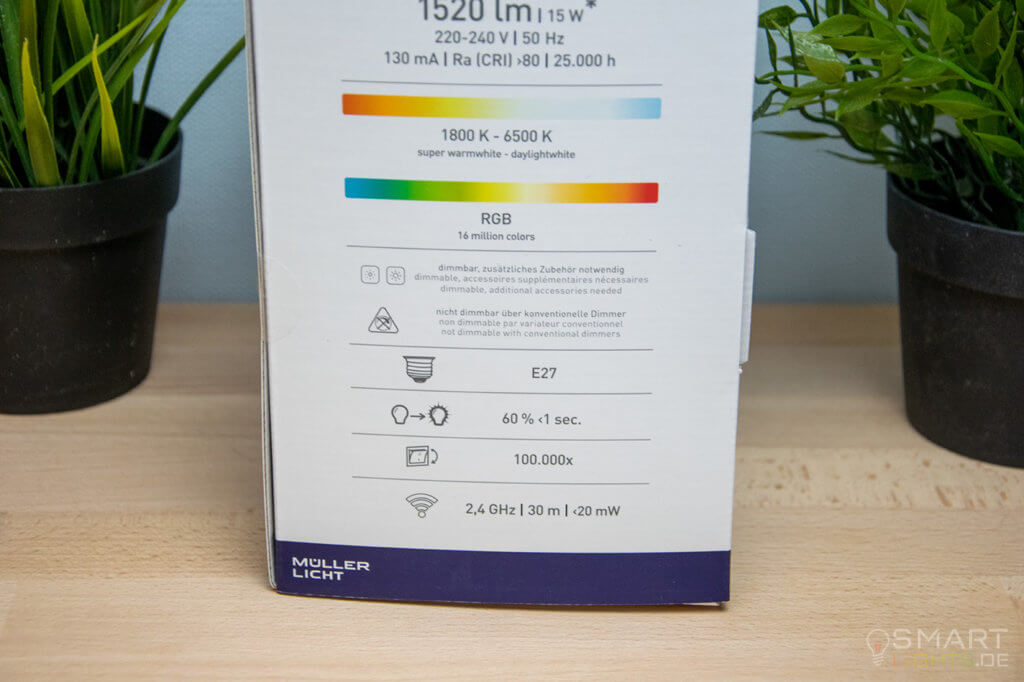 1520 lm | 15 W*
220-240 V | 50 Hz
130 mA | Ra (CRI) >80 | 25.000 h
1800 K - 6500 K
super warmwhite - daylightwhite
RGB
16 million colors
dimmbar, zusätzliches Zubehör notwendig
dimmable, accessoires supplémentaires nécessaires
dimmable, additional accessories needed
nicht dimmbar über konventionelle Dimmer
non dimmable par variateur conventionnel
not dimmable with conventional dimmers
E27
60 % <1 sec.
100.000x
2,4 GHz | 30 m | <20 mW
MÜLLER
LICHT
SMART
LIGHTS.DE